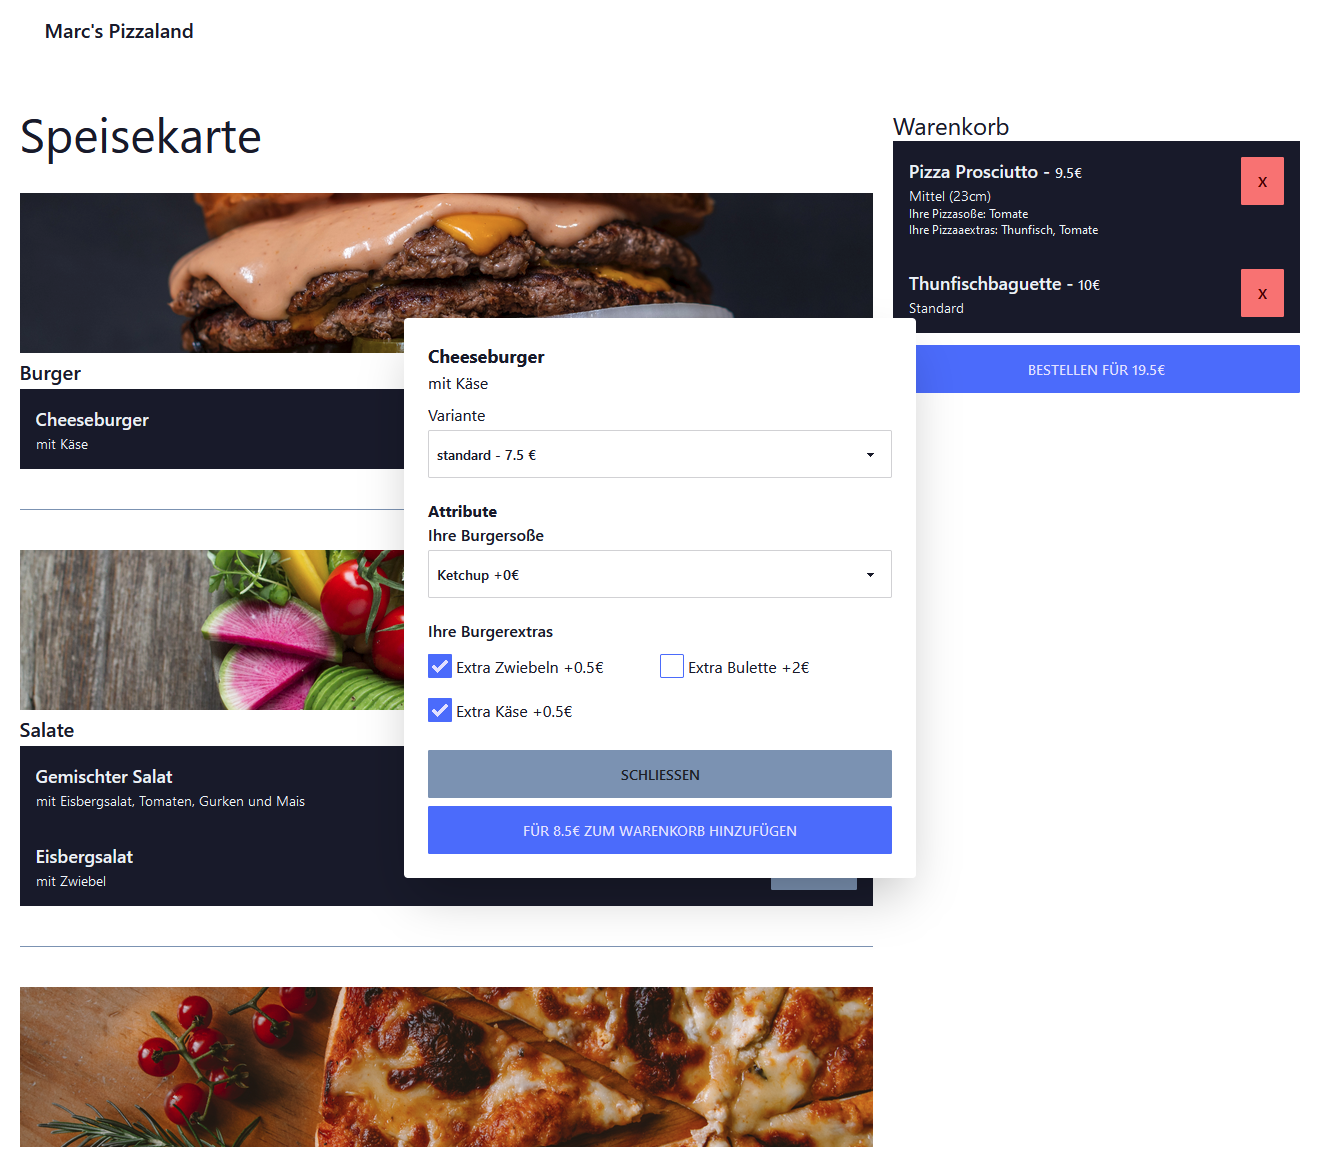 Marc's Pizzaland
Speisekarte
Burger
Cheeseburger
mit Käse
Salate
Gemischter Salat
mit Eisbergsalat, Tomaten, Gurken und Mais
Eisbergsalat
mit Zwiebel
Warenkorb
Pizza Prosciutto - 9.5€
X
Mittel (23cm)
Ihre Pizzasoße: Tomate
Ihre Pizzaaextras: Thunfisch, Tomate
Thunfischbaguette - 10€
X
Standard
BESTELLEN FÜR 19.5€
Cheeseburger
mit Käse
Variante
standard - 7.5 €
Attribute
Ihre Burgersoße
Ketchup +0€
Ihre Burgerextras
Extra Zwiebeln +0.5€
Extra Bulette +2€
Extra Käse +0.5€
SCHLIESSEN
FÜR 8.5€ ZUM WARENKORB HINZUFÜGEN